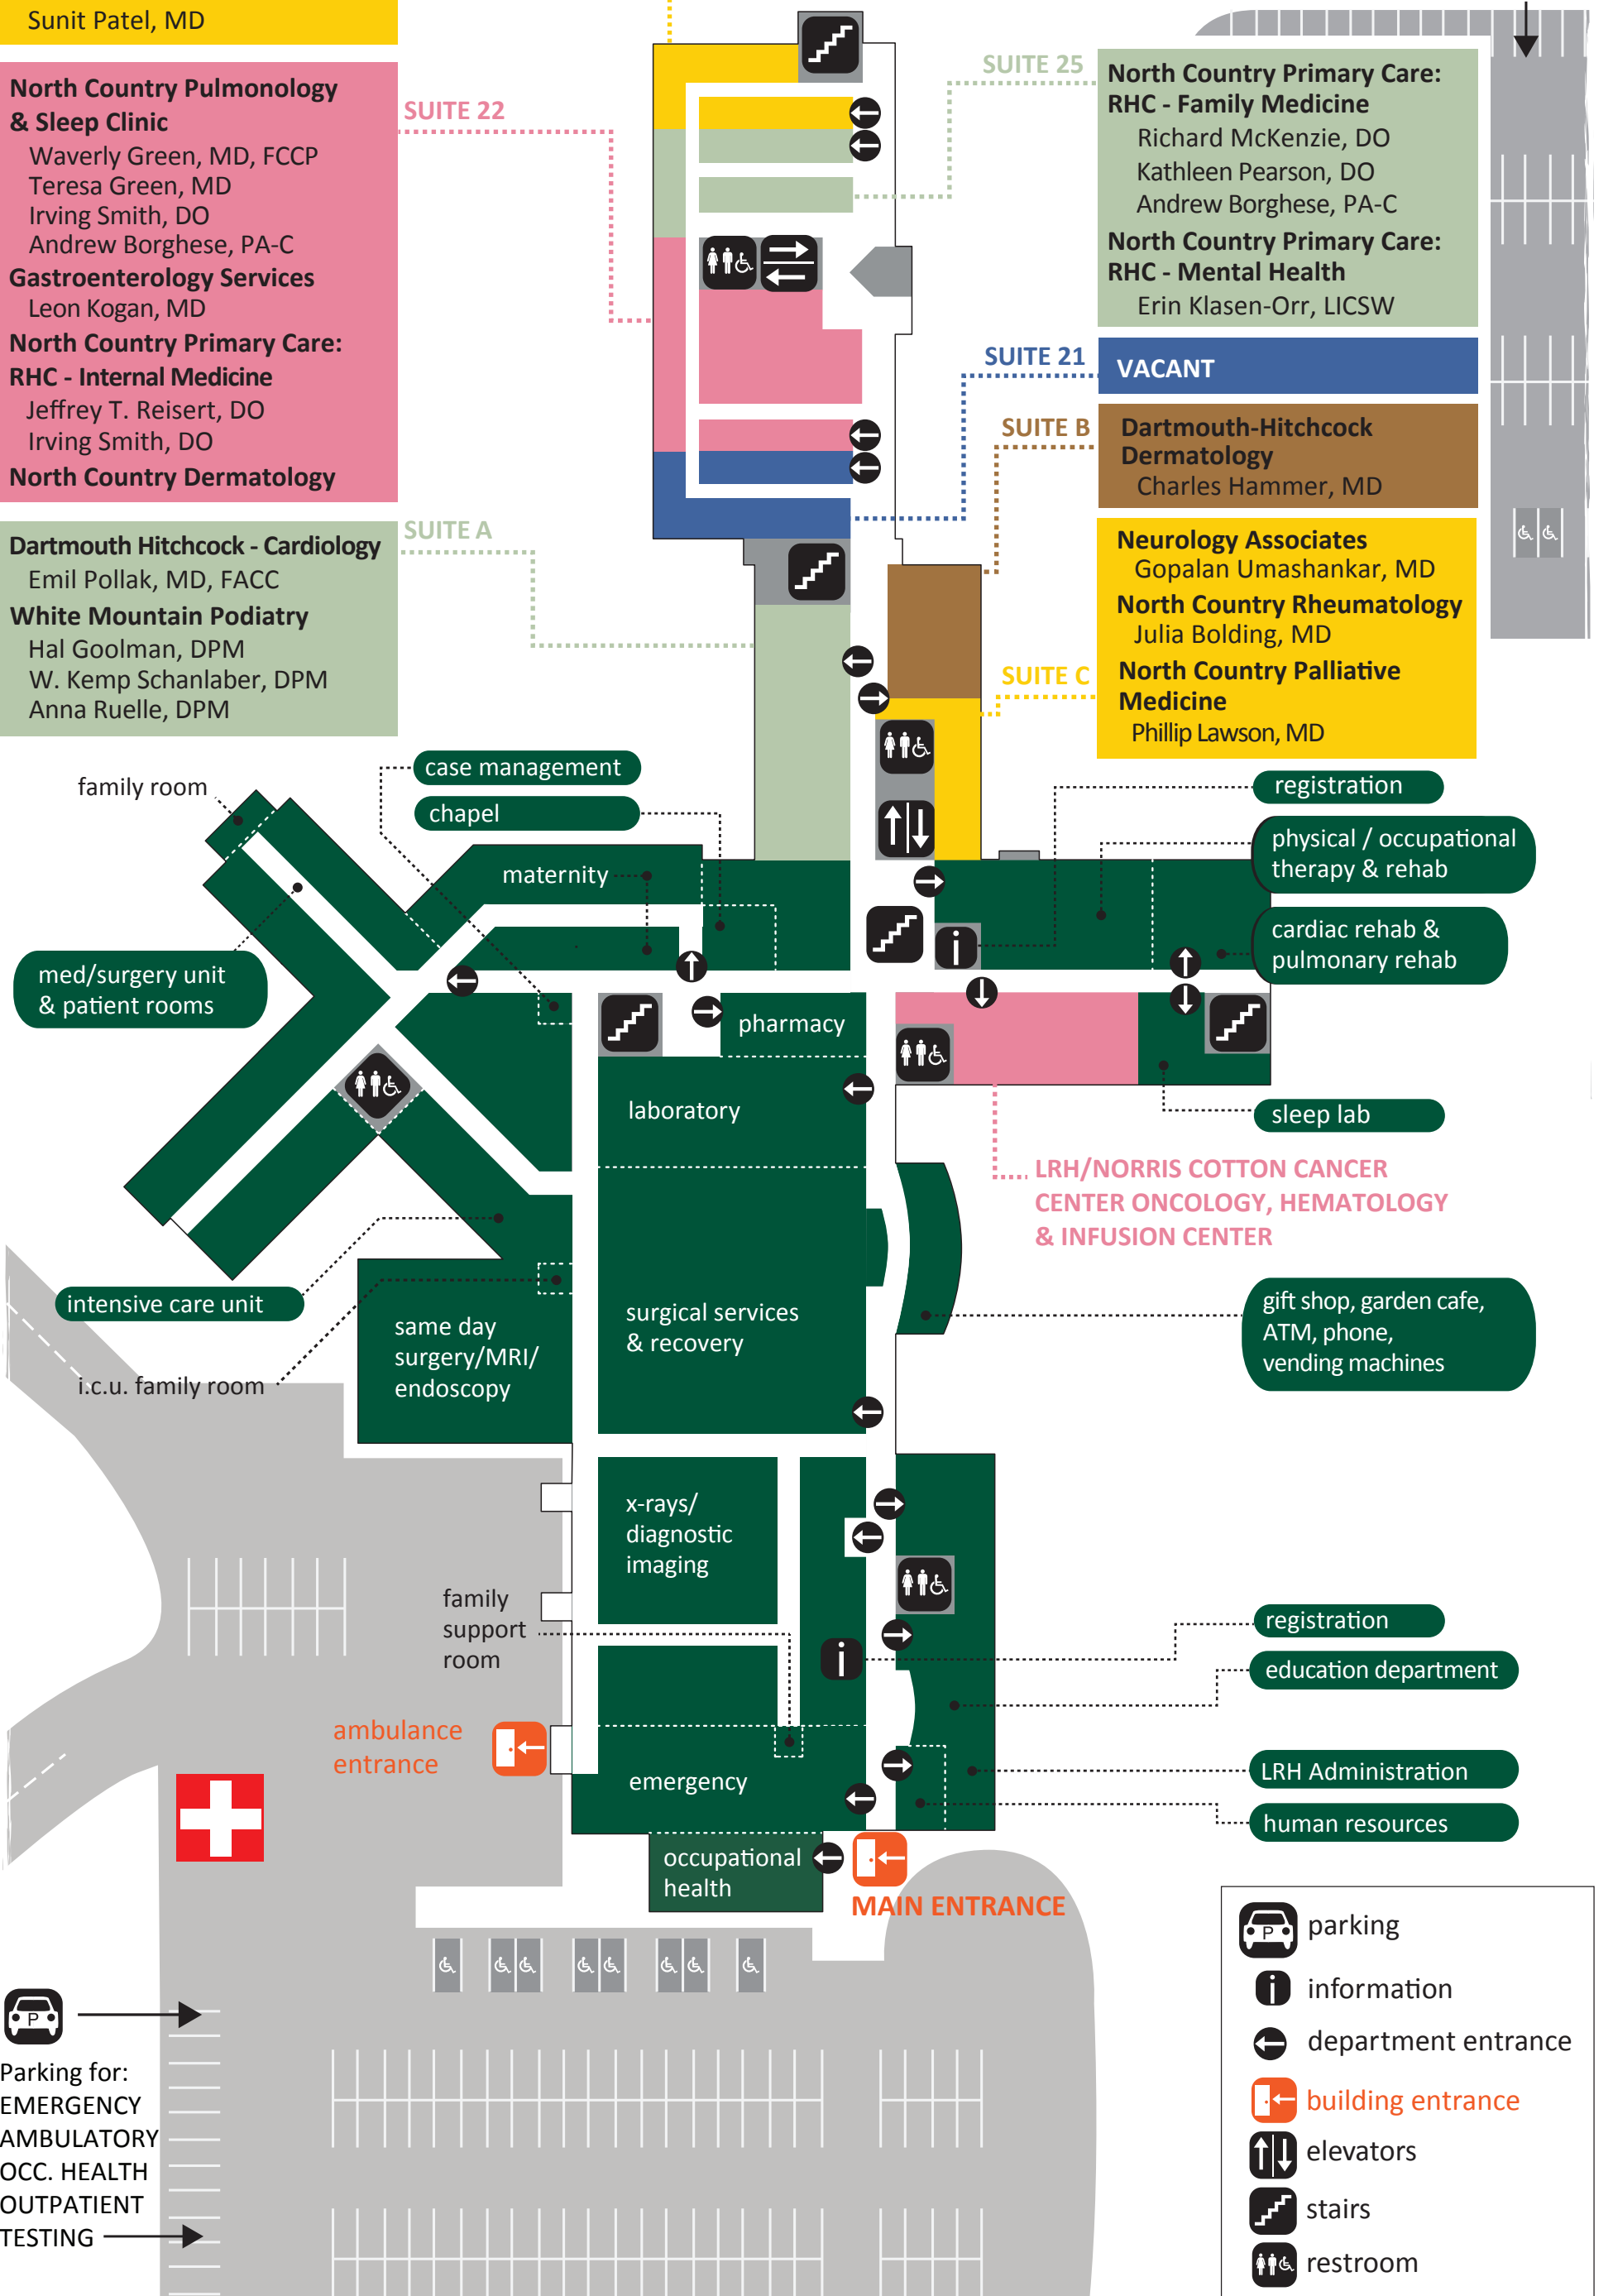 Sunit Patel, MD
North Country Pulmonology
& Sleep Clinic
Waverly Green, MD, FCCP
Teresa Green, MD
Irving Smith, DO
Andrew Borghese, PA-C
Gastroenterology Services
Leon Kogan, MD
North Country Primary Care:
RHC - Internal Medicine
Jeffrey T. Reisert, DO
Irving Smith, DO
North Country Dermatology
SUITE 22
Dartmouth Hitchcock - Cardiology
Emil Pollak, MD, FACC
White Mountain Podiatry
Hal Goolman, DPM
W. Kemp Schanlaber, DPM
Anna Ruelle, DPM
SUITE A
SUITE 25
North Country Primary Care:
RHC - Family Medicine
Richard McKenzie, DO
Kathleen Pearson, DO
Andrew Borghese, PA-C
North Country Primary Care:
RHC - Mental Health
Erin Klasen-Orr, LICSW
SUITE 21
VACANT
SUITE B
Dartmouth-Hitchcock
Dermatology
Charles Hammer, MD
SUITE C
Neurology Associates
Gopalan Umashankar, MD
North Country Rheumatology
Julia Bolding, MD
North Country Palliative
Medicine
Phillip Lawson, MD
family room
case management
chapel
maternity
med/surgery unit
& patient rooms
registration
physical / occupational
therapy & rehab
cardiac rehab &
pulmonary rehab
i
pharmacy
laboratory
sleep lab
LRH/NORRIS COTTON CANCER
CENTER ONCOLOGY, HEMATOLOGY
& INFUSION CENTER
intensive care unit
i.c.u. family room
same day
surgery/MRI/
endoscopy
surgical services
& recovery
gift shop, garden cafe,
ATM, phone,
vending machines
x-rays/
diagnostic
imaging
family
support
room
i
registration
education department
LRH Administration
human resources
ambulance
entrance
emergency
occupational
health
MAIN ENTRANCE
P
Parking for:
EMERGENCY
AMBULATORY
OCC. HEALTH
OUTPATIENT
TESTING
P
parking
i
information
department entrance
building entrance
elevators
stairs
restroom